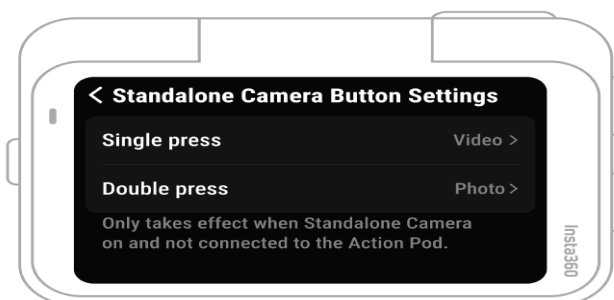 < Standalone Camera Button Settings
Single press Video >
Double press Photo >
Only takes effect when Standalone Camera
on and not connected to the Action Pod.
Insta360